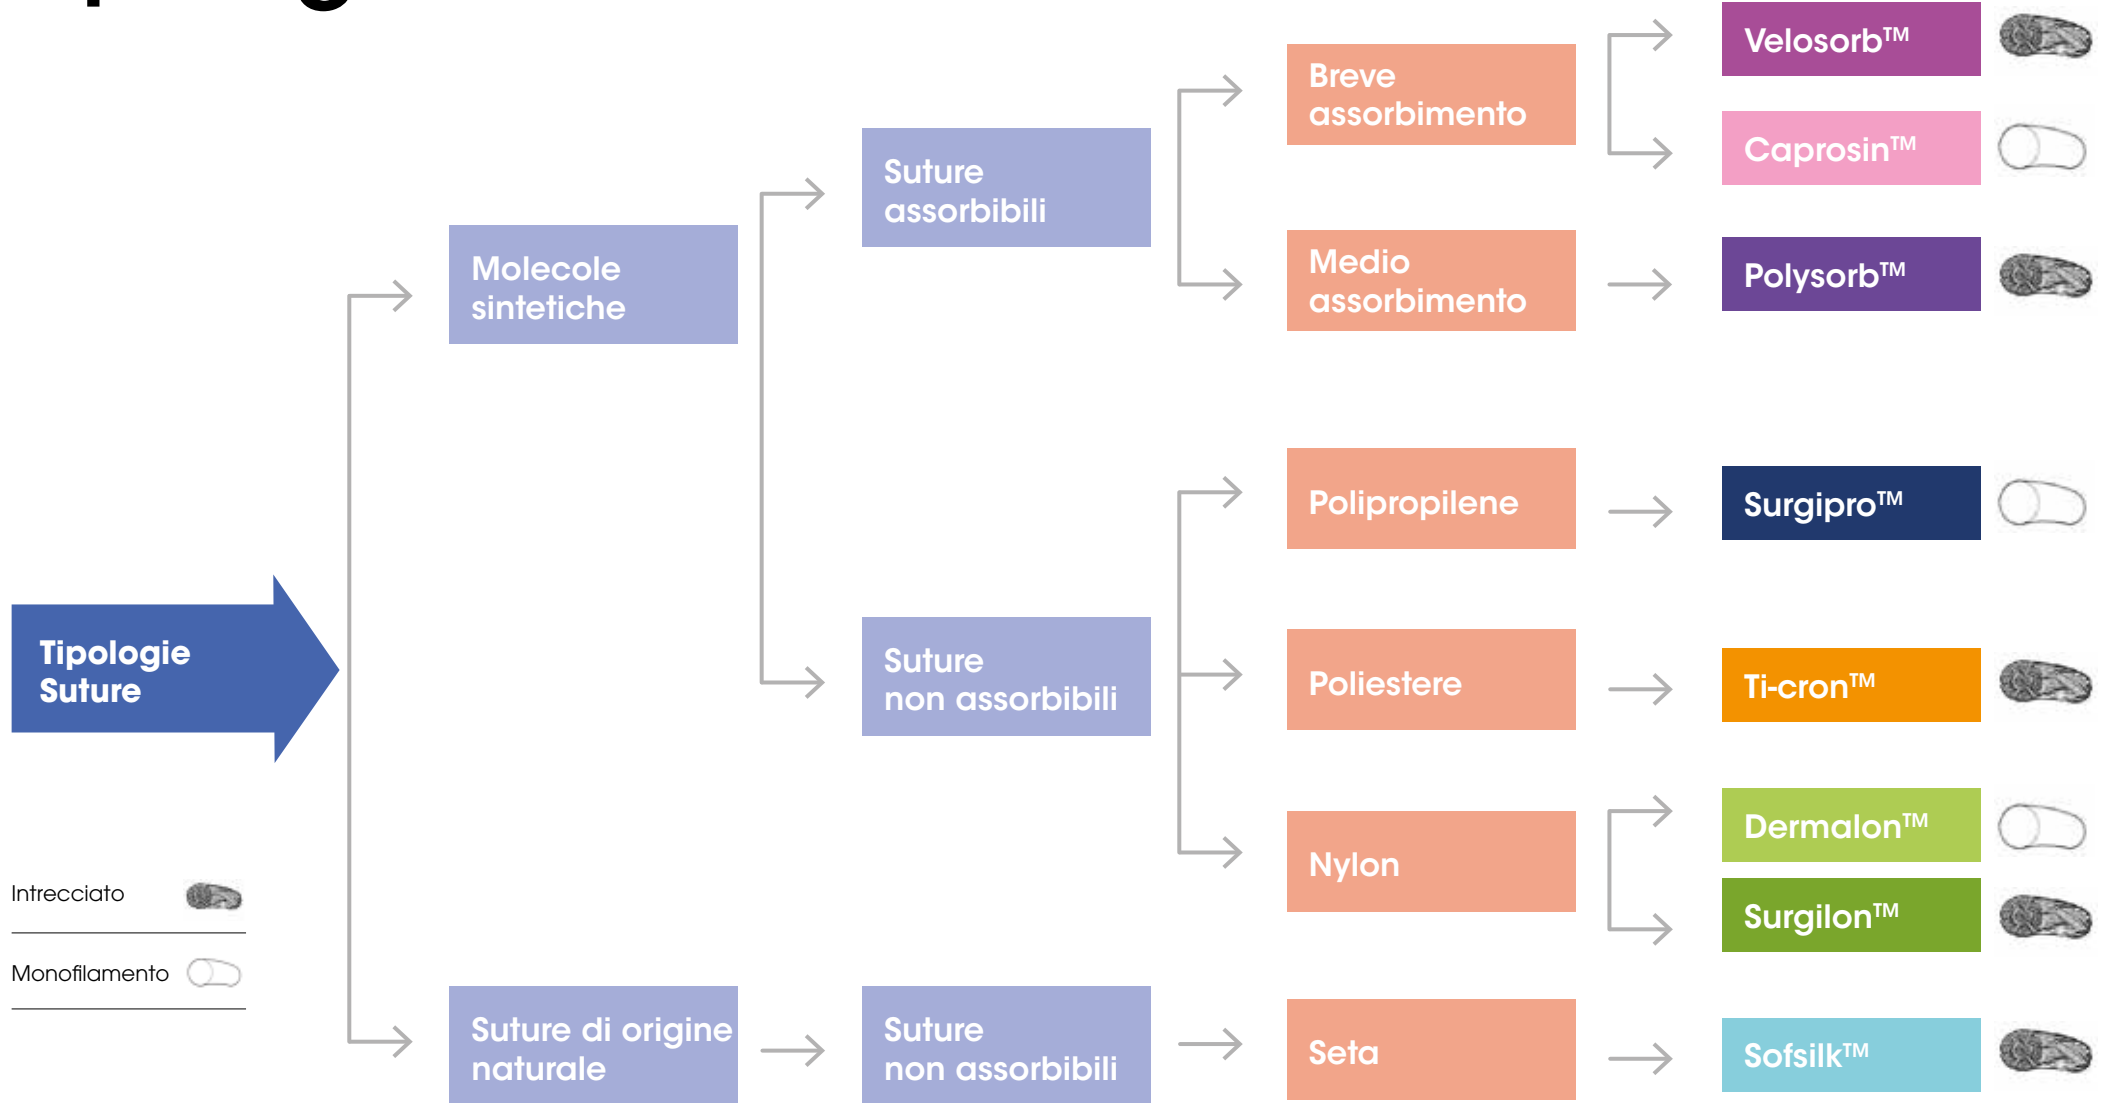 Velosorb™
Breve
assorbimento
Caprosin™
Suture
assorbibili
Molecole
sintetiche
Medio
assorbimento
Polysorb™
Polipropilene
Surgipro™
Tipologie
Suture
Suture
non assorbibili
Poliestere
Ti-cron™
Nylon
Dermalon™
Surgilon™
Intrecciato
Monofilamento
Suture di origine
naturale
Suture
non assorbibili
Seta
Sofsilk™